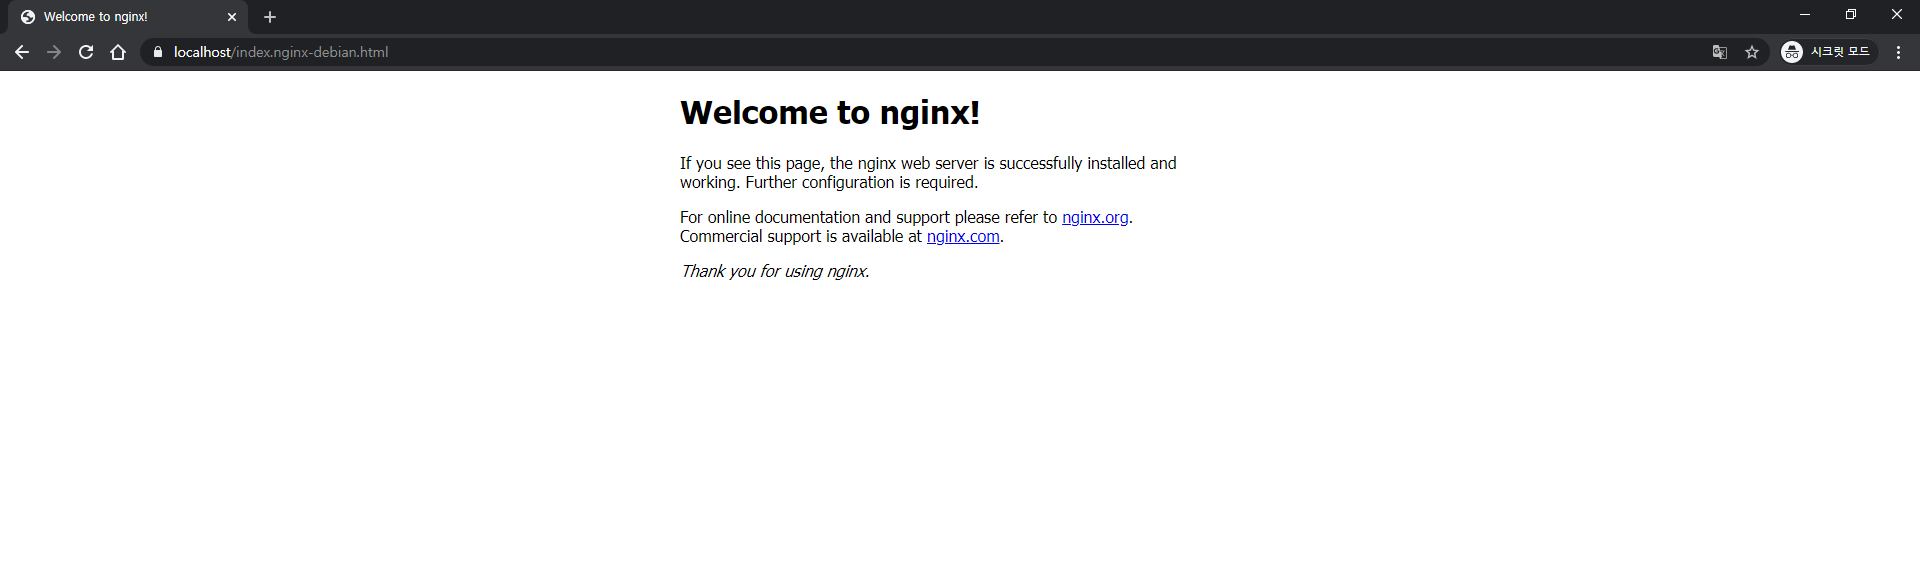 Welcome to nginx!
localhost/index.nginx-debian.html
시크릿 모드
Welcome to nginx!
If you see this page, the nginx web server is successfully installed and
working. Further configuration is required.
For online documentation and support please refer to nginx.org.
Commercial support is available at nginx.com.
Thank you for using nginx.